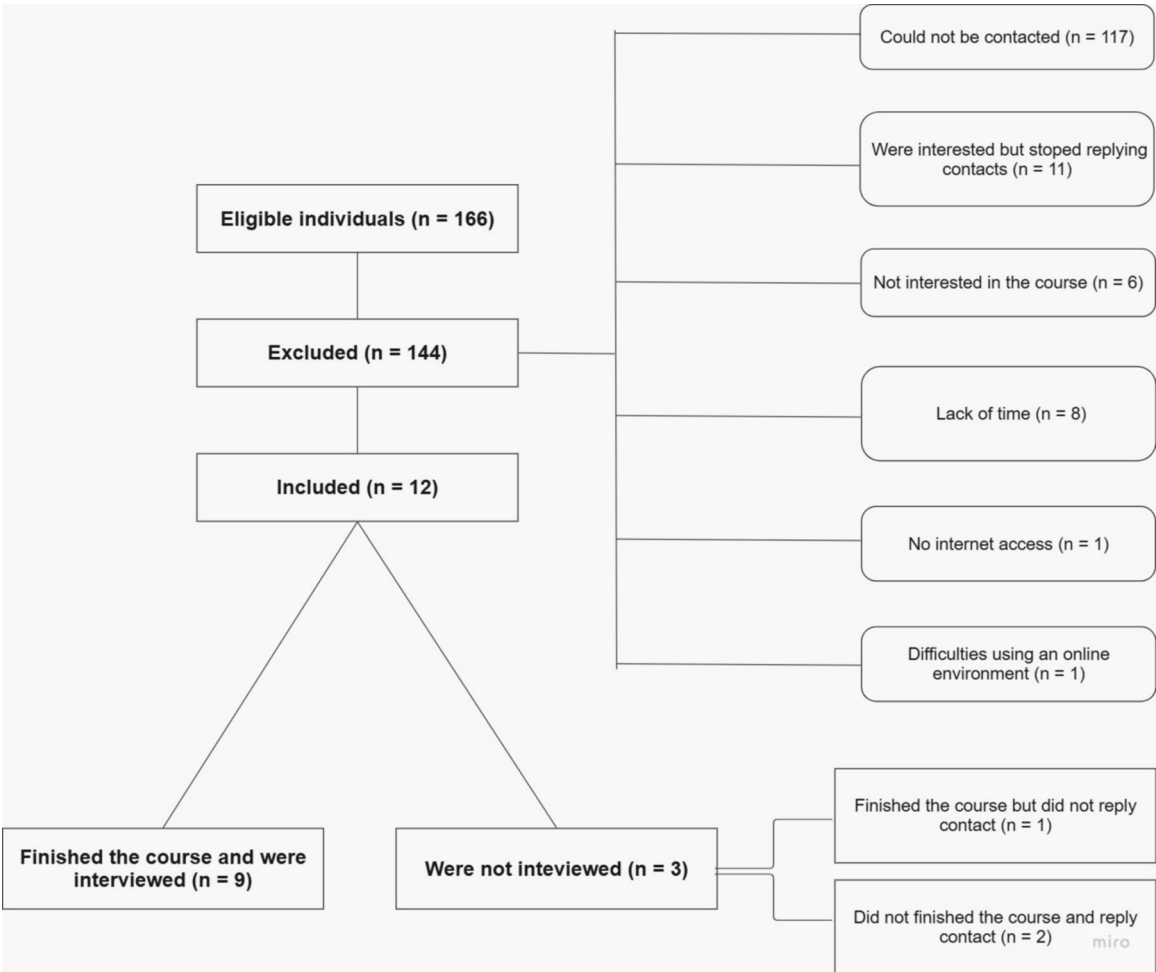 Could not be contacted (n = 117)
Were interested but stoped replying
contacts (n = 11)
Eligible individuals (n = 166)
Not interested in the course (n = 6)
Excluded (n = 144)
Lack of time (n = 8)
Included (n = 12)
No internet access (n = 1)
Difficulties using an online
environment (n = 1)
Finished the course and were
interviewed (n = 9)
Were not inteviewed (n = 3)
Finished the course but did not reply
contact (n = 1)
Did not finished the course and reply
contact (n = 2)
miro